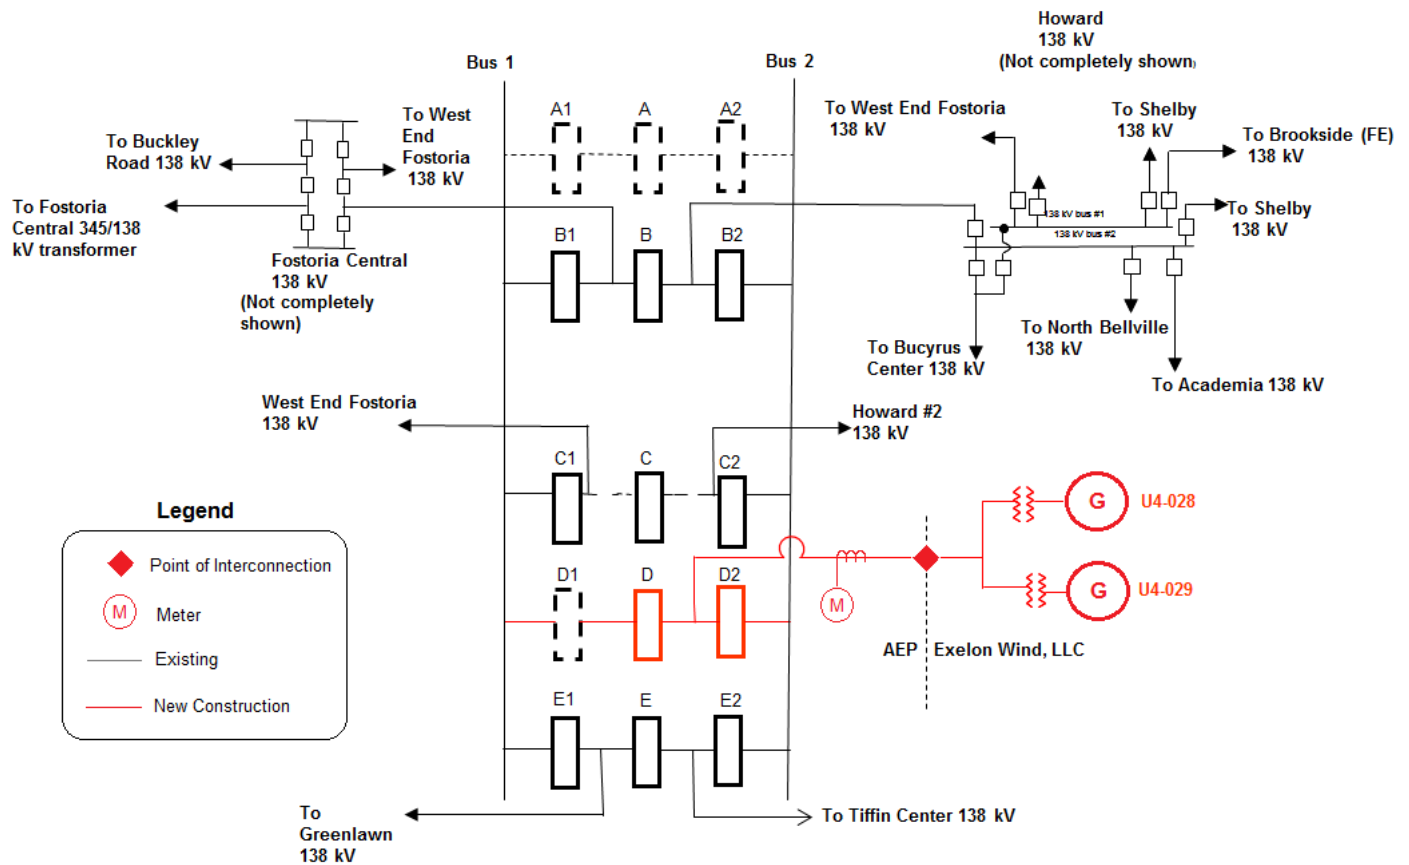 Howard
138 kV
(Not completely shown)
Bus 1
Bus 2
A1
A
A2
To West
End
Fostoria
138 kV
To Buckley
Road 138 kV
To Fostoria
Central 345/138
kV transformer
Fostoria Central
138 kV
(Not completely
shown)
To West End Fostoria
138 kV
To Shelby
138 kV
To Brookside (FE)
138 kV
To Shelby
138 kV
138 kV bus #1
138 kV bus #2
B1
B
B2
To North Bellville
138 kV
To Bucyrus
Center 138 kV
To Academia 138 kV
West End Fostoria
138 kV
Howard #2
138 kV
C1
C
C2
G
U4-028
D1
D
D2
M
G
U4-029
AEP
Exelon Wind, LLC
E1
E
E2
To
Greenlawn
138 kV
To Tiffin Center 138 kV
Legend
Point of Interconnection
M
Meter
Existing
New Construction